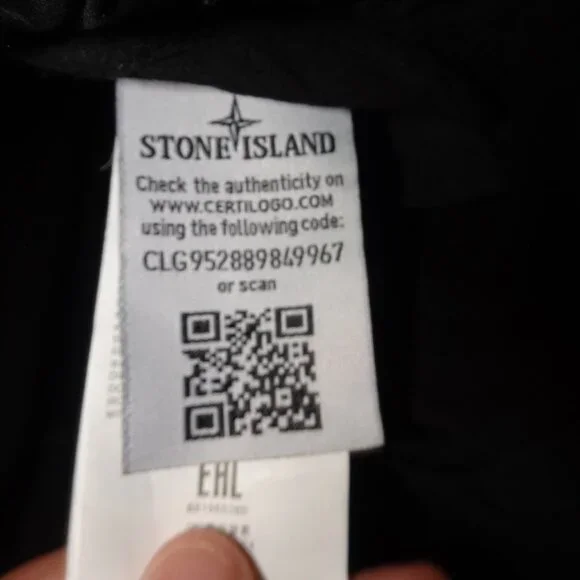 STONE ISLAND
Check the authenticity on
WWW.CERTILOGO.COM
using the following code:
CLG952889849967
or scan
EAC